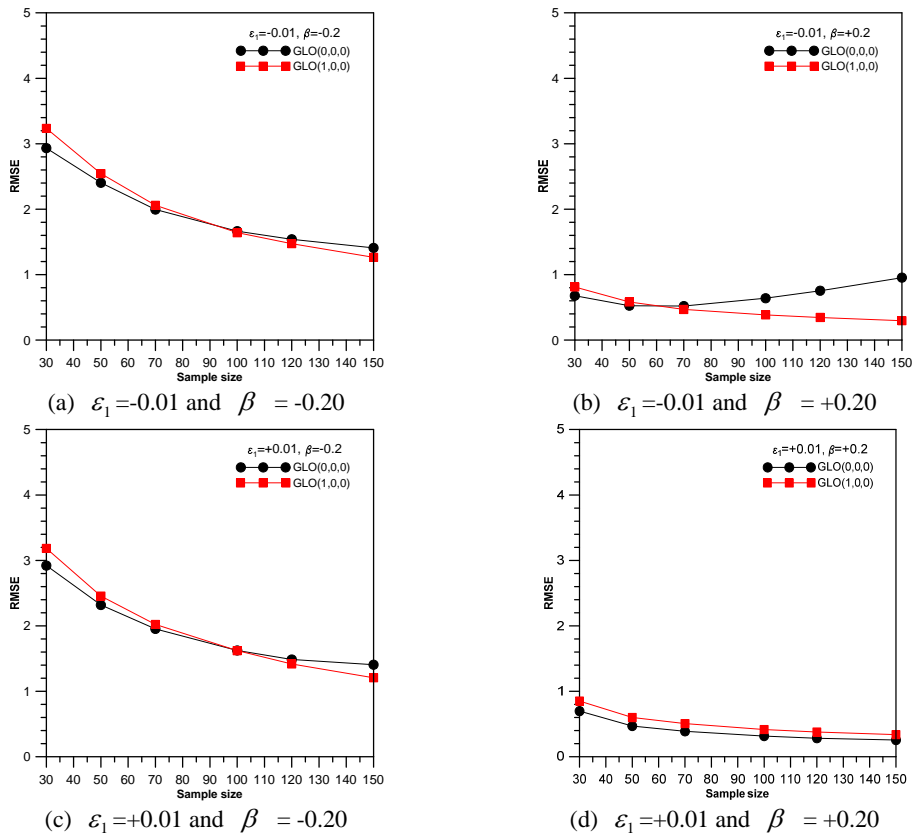 5
4
3
2
1
0
RMSE
ε₁=-0.01, β=-0.2
GLO(0,0,0)
GLO(1,0,0)
30 40 50 60 70 80 90 100 110 120 130 140 150
Sample size
(a) ε₁ =-0.01 and β = -0.20
5
4
3
2
1
0
RMSE
ε₁=-0.01, β=+0.2
GLO(0,0,0)
GLO(1,0,0)
30 40 50 60 70 80 90 100 110 120 130 140 150
Sample size
(b) ε₁ =-0.01 and β = +0.20
5
4
3
2
1
0
RMSE
ε₁=+0.01, β=-0.2
GLO(0,0,0)
GLO(1,0,0)
30 40 50 60 70 80 90 100 110 120 130 140 150
Sample size
(c) ε₁ =+0.01 and β = -0.20
5
4
3
2
1
0
RMSE
ε₁=+0.01, β=+0.2
GLO(0,0,0)
GLO(1,0,0)
30 40 50 60 70 80 90 100 110 120 130 140 150
Sample size
(d) ε₁ =+0.01 and β = +0.20